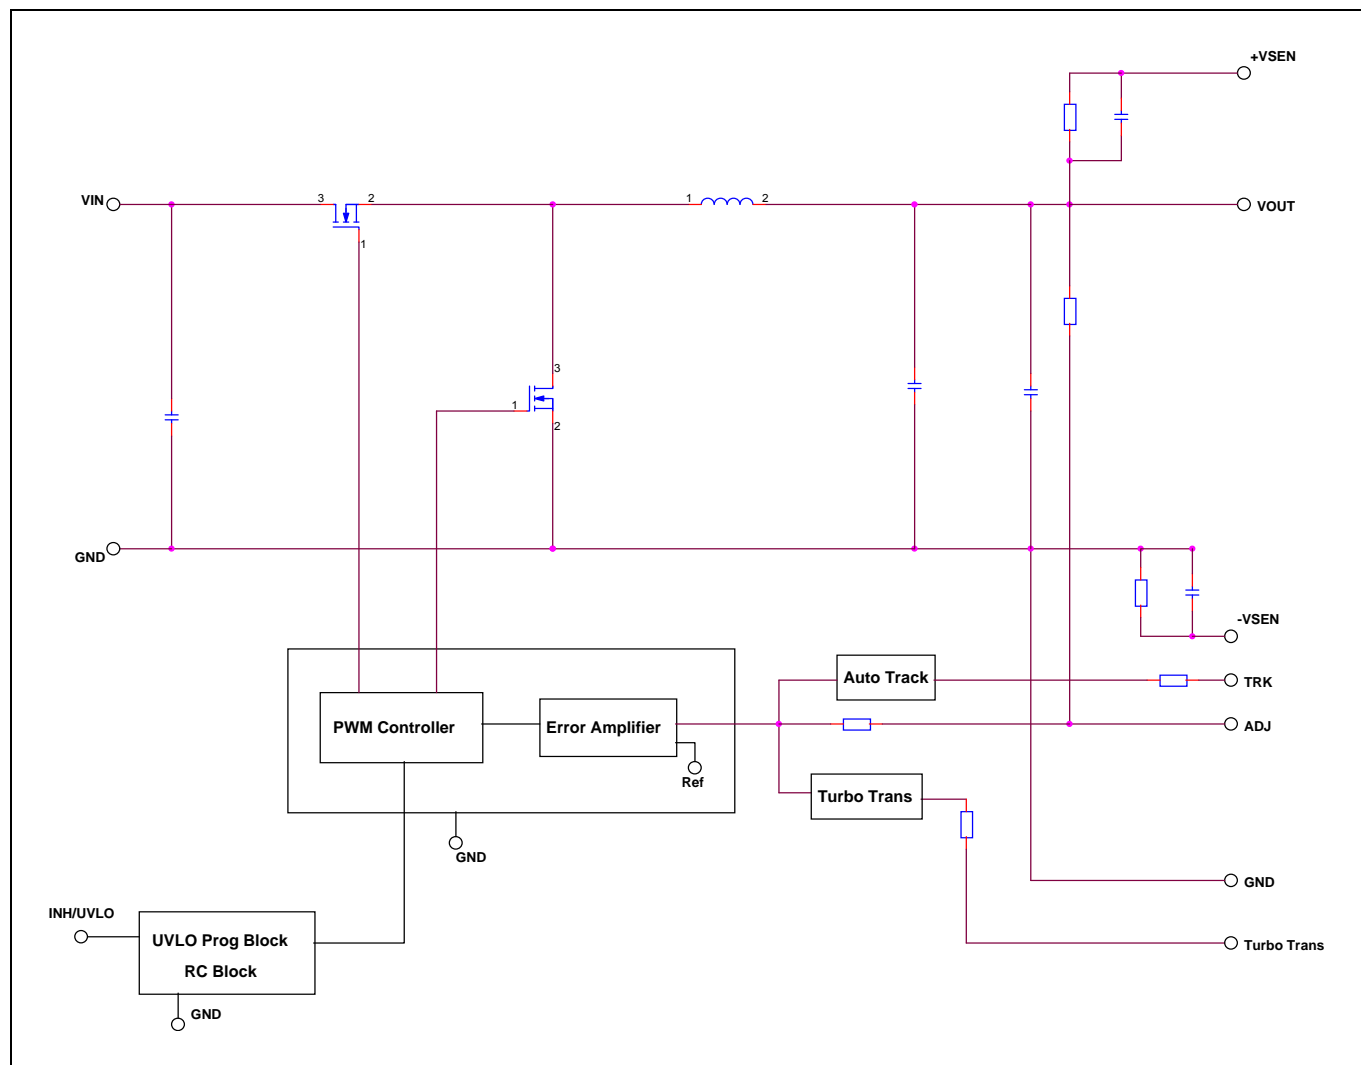 +VSEN
VIN
3
2
1
1
2
VOUT
3
1
2
GND
-VSEN
Auto Track
TRK
PWM Controller
Error Amplifier
ADJ
Ref
Turbo Trans
GND
GND
INH/UVLO
UVLO Prog Block
RC Block
Turbo Trans
GND